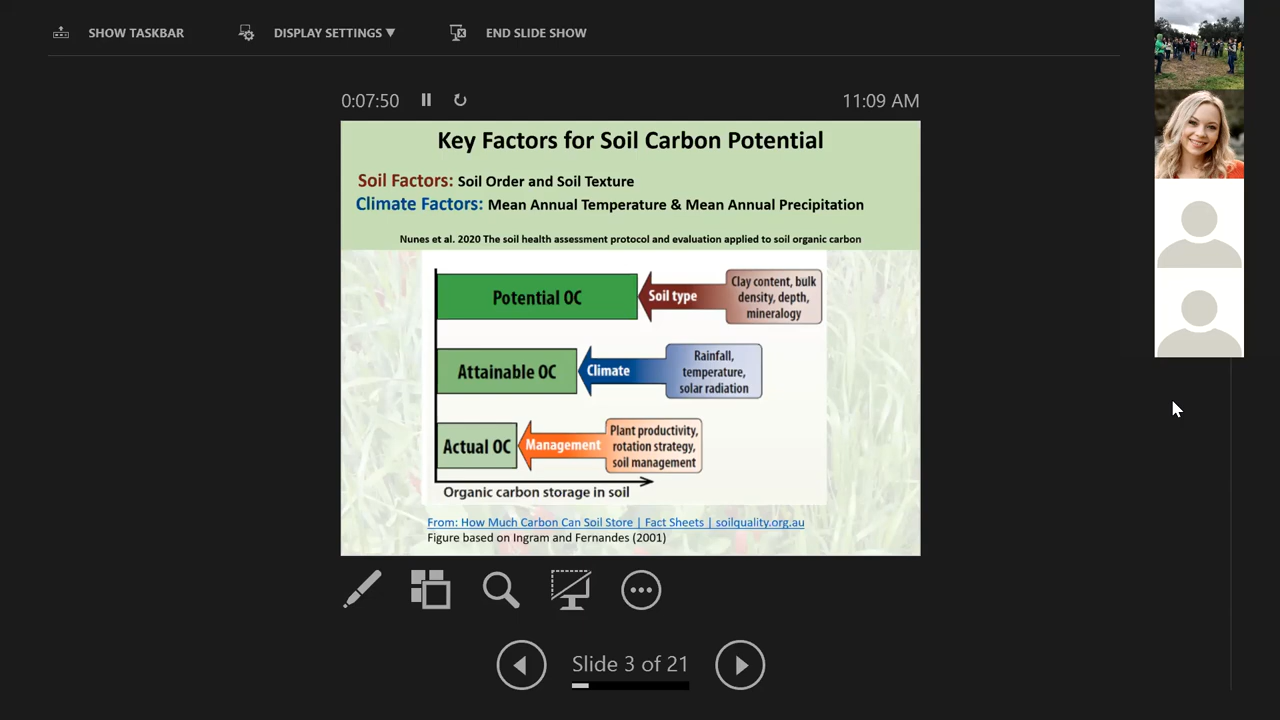 SHOW TASKBAR
DISPLAY SETTINGS ▼
END SLIDE SHOW
0:07:50
11:09 AM
Key Factors for Soil Carbon Potential
Soil Factors: Soil Order and Soil Texture
Climate Factors: Mean Annual Temperature & Mean Annual Precipitation
Nunes et al. 2020 The soil health assessment protocol and evaluation applied to soil organic carbon
Potential OC
Soil type
Clay content, bulk
density, depth,
mineralogy
Attainable OC
Climate
Rainfall,
temperature,
solar radiation
Actual OC
Management
Plant productivity,
rotation strategy,
soil management
Organic carbon storage in soil
From: How Much Carbon Can Soil Store | Fact Sheets | soilquality.org.au
Figure based on Ingram and Fernandes (2001)
Slide 3 of 21